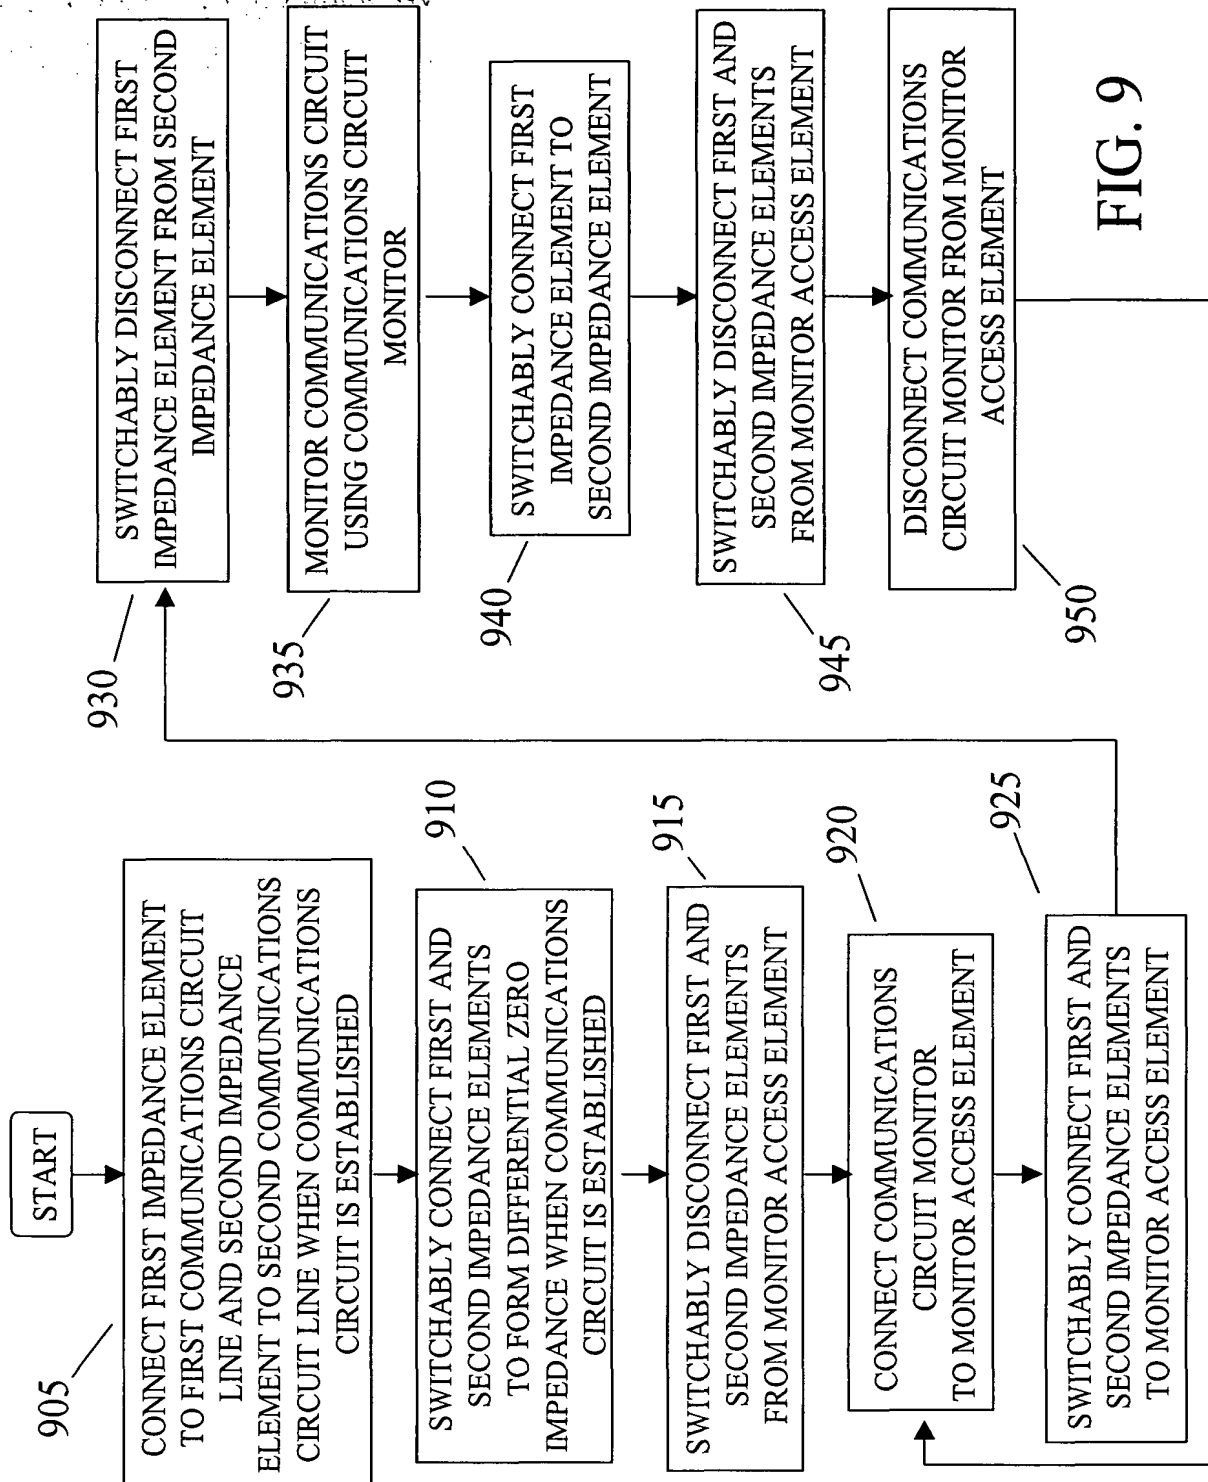 START
905
CONNECT FIRST IMPEDANCE ELEMENT
TO FIRST COMMUNICATIONS CIRCUIT
LINE AND SECOND IMPEDANCE
ELEMENT TO SECOND COMMUNICATIONS
CIRCUIT LINE WHEN COMMUNICATIONS
CIRCUIT IS ESTABLISHED
910
SWITCHABLY CONNECT FIRST AND
SECOND IMPEDANCE ELEMENTS
TO FORM DIFFERENTIAL ZERO
IMPEDANCE WHEN COMMUNICATIONS
CIRCUIT IS ESTABLISHED
915
SWITCHABLY DISCONNECT FIRST AND
SECOND IMPEDANCE ELEMENTS
FROM MONITOR ACCESS ELEMENT
920
CONNECT COMMUNICATIONS
CIRCUIT MONITOR
TO MONITOR ACCESS ELEMENT
925
SWITCHABLY CONNECT FIRST AND
SECOND IMPEDANCE ELEMENTS
TO MONITOR ACCESS ELEMENT
930
SWITCHABLY DISCONNECT FIRST
IMPEDANCE ELEMENT FROM SECOND
IMPEDANCE ELEMENT
935
MONITOR COMMUNICATIONS CIRCUIT
USING COMMUNICATIONS CIRCUIT
MONITOR
940
SWITCHABLY CONNECT FIRST
IMPEDANCE ELEMENT TO
SECOND IMPEDANCE ELEMENT
945
SWITCHABLY DISCONNECT FIRST AND
SECOND IMPEDANCE ELEMENTS
FROM MONITOR ACCESS ELEMENT
950
DISCONNECT COMMUNICATIONS
CIRCUIT MONITOR FROM MONITOR
ACCESS ELEMENT
FIG. 9